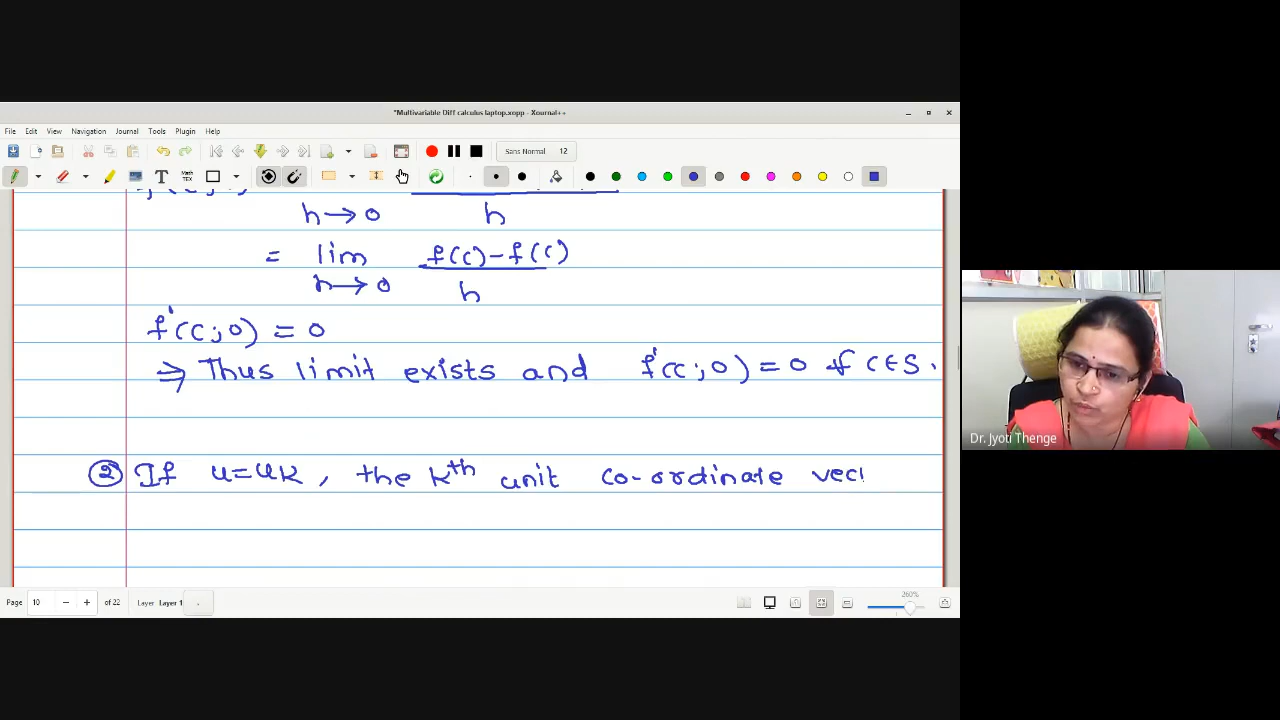 *Multivariable Diff calculus laptop.xopp - Xournal++
File Edit View Navigation Journal Tools Plugin Help
Sans Normal 12
h→0 h
= lim f(c)-f(c)
h→0 h
f'(c;0) = 0
⇒ Thus limit exists and f'(c;0) = 0 if c∈S.
② If u=uk, the kth unit co-ordinate vec
Dr. Jyoti Thenge
Page 10 of 22 Layer Layer 1 260%